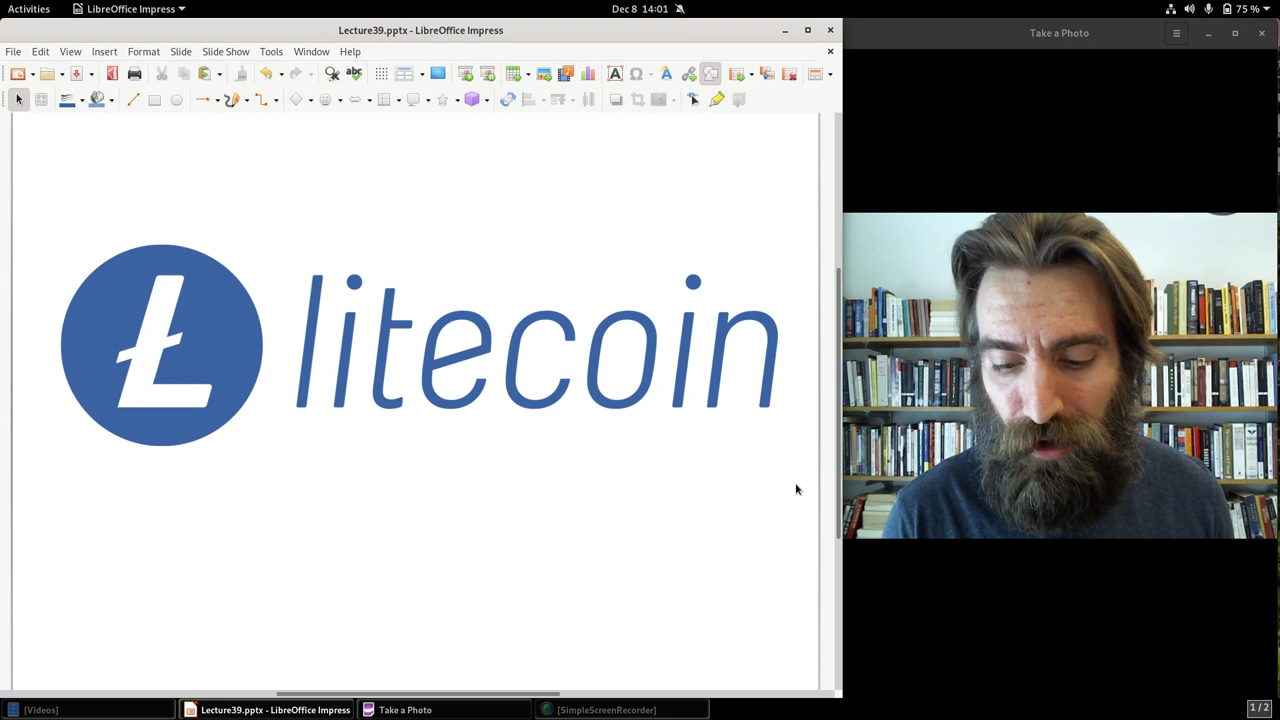 Activities LibreOffice Impress Dec 8 14:01 75 %
Lecture39.pptx - LibreOffice Impress
Take a Photo
File Edit View Insert Format Slide Slide Show Tools Window Help
litecoin
[Videos] Lecture39.pptx - LibreOffice Impress Take a Photo [SimpleScreenRecorder] 1 / 2